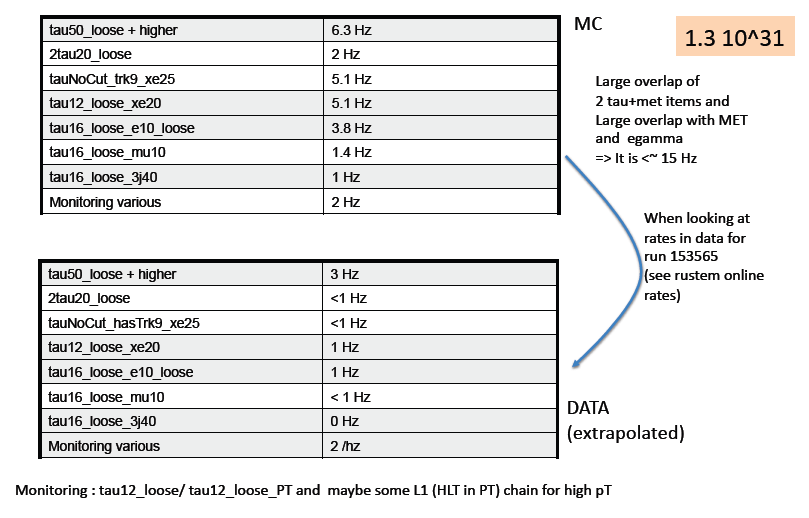 MC
1.3 10^31
tau50_loose + higher 6.3 Hz
2tau20_loose 2 Hz
tauNoCut_trk9_xe25 5.1 Hz
tau12_loose_xe20 5.1 Hz
tau16_loose_e10_loose 3.8 Hz
tau16_loose_mu10 1.4 Hz
tau16_loose_3j40 1 Hz
Monitoring various 2 Hz
Large overlap of
2 tau+met items and
Large overlap with MET
and egamma
=> It is <~ 15 Hz
When looking at
rates in data for
run 153565
(see rustem online
rates)
tau50_loose + higher 3 Hz
2tau20_loose <1 Hz
tauNoCut_hasTrk9_xe25 <1 Hz
tau12_loose_xe20 1 Hz
tau16_loose_e10_loose 1 Hz
tau16_loose_mu10 < 1 Hz
tau16_loose_3j40 0 Hz
Monitoring various 2 /hz
DATA
(extrapolated)
Monitoring : tau12_loose/ tau12_loose_PT and maybe some L1 (HLT in PT) chain for high pT